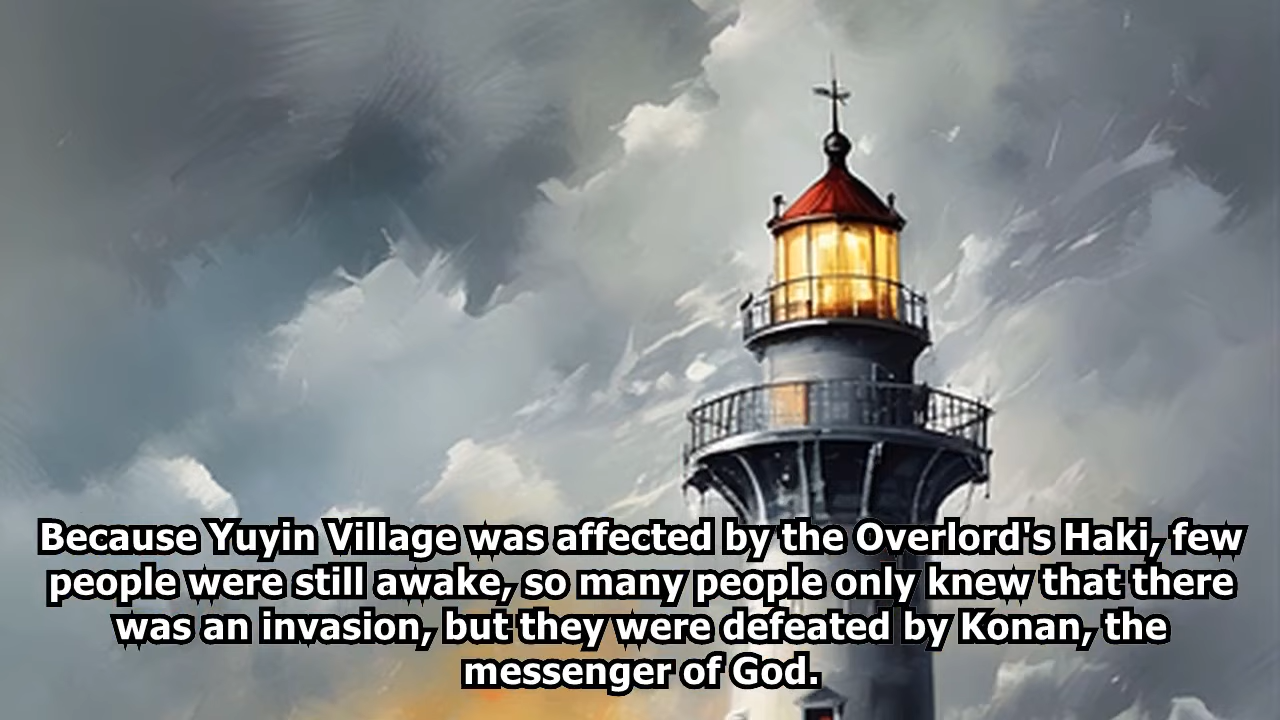 Because Yuyin Village was affected by the Overlord's Haki, few
people were still awake, so many people only knew that there
was an invasion, but they were defeated by Konan, the
messenger of God.